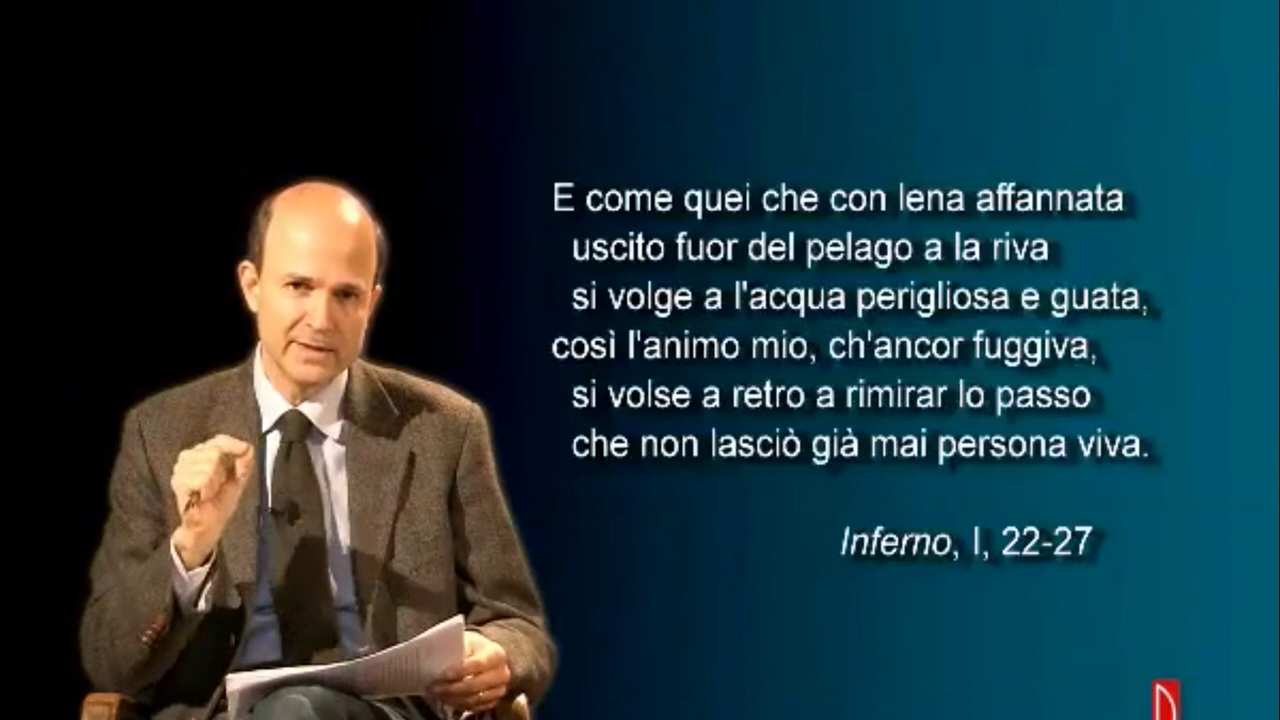 E come quei che con lena affannata
uscito fuor del pelago a la riva
si volge a l'acqua perigliosa e guata,
così l'animo mio, ch'ancor fuggiva,
si volse a retro a rimirar lo passo
che non lasciò già mai persona viva.
Inferno, I, 22-27